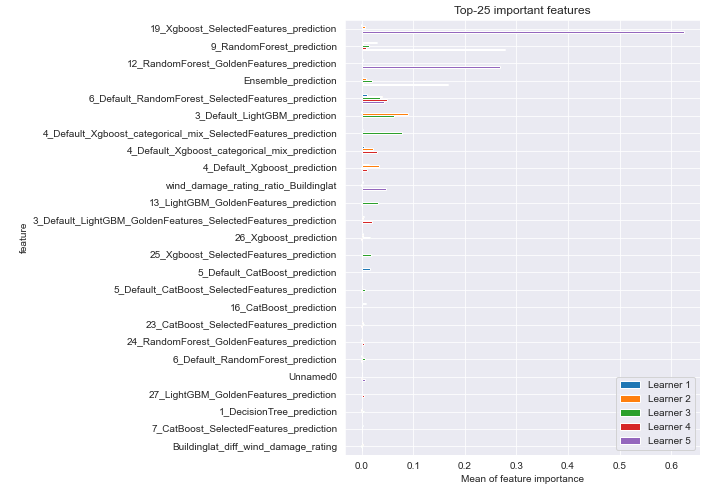 Top-25 important features
19_Xgboost_SelectedFeatures_prediction
9_RandomForest_prediction
12_RandomForest_GoldenFeatures_prediction
Ensemble_prediction
6_Default_RandomForest_SelectedFeatures_prediction
3_Default_LightGBM_prediction
4_Default_Xgboost_categorical_mix_SelectedFeatures_prediction
4_Default_Xgboost_categorical_mix_prediction
4_Default_Xgboost_prediction
wind_damage_rating_ratio_Buildinglat
13_LightGBM_GoldenFeatures_prediction
3_Default_LightGBM_GoldenFeatures_SelectedFeatures_prediction
26_Xgboost_prediction
25_Xgboost_SelectedFeatures_prediction
5_Default_CatBoost_prediction
5_Default_CatBoost_SelectedFeatures_prediction
16_CatBoost_prediction
23_CatBoost_SelectedFeatures_prediction
24_RandomForest_GoldenFeatures_prediction
6_Default_RandomForest_prediction
Unnamed0
27_LightGBM_GoldenFeatures_prediction
1_DecisionTree_prediction
7_CatBoost_SelectedFeatures_prediction
Buildinglat_diff_wind_damage_rating
feature
Learner 1
Learner 2
Learner 3
Learner 4
Learner 5
0.0 0.1 0.2 0.3 0.4 0.5 0.6
Mean of feature importance